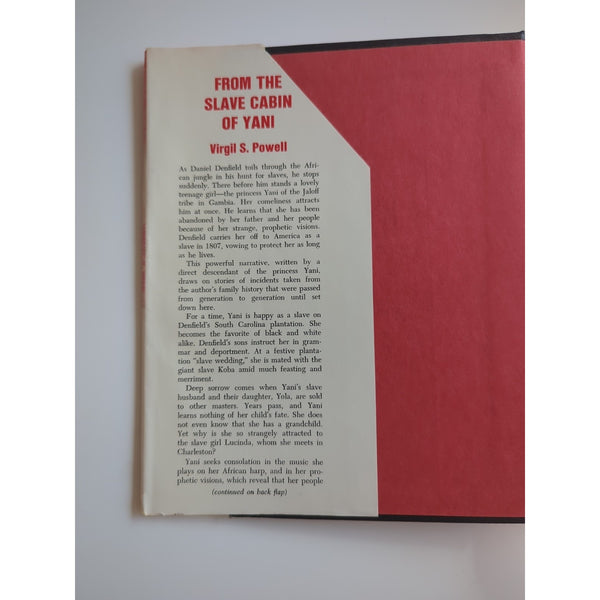 FROM THE
SLAVE CABIN
OF YANI
Virgil S. Powell
As Daniel Denfield toils through the Afri-
can jungle in his hunt for slaves, he stops
suddenly. There before him stands a lovely
teenage girl—the princess Yani of the Jaloff
tribe in Gambia. Her comeliness attracts
him at once. He learns that she has been
abandoned by her father and her people
because of her strange, prophetic visions.
Denfield carries her off to America as a
slave in 1807, vowing to protect her as long
as he lives.
This powerful narrative, written by a
direct descendant of the princess Yani,
draws on stories of incidents taken from
the author's family history that were passed
from generation to generation until set
down here.
For a time, Yani is happy as a slave on
Denfield's South Carolina plantation. She
becomes the favorite of black and white
alike. Denfield's sons instruct her in gram-
mar and deportment. At a festive planta-
tion "slave wedding," she is mated with the
giant slave Koba amid much feasting and
merriment.
Deep sorrow comes when Yani's slave
husband and their daughter, Yola, are sold
to other masters. Years pass, and Yani
learns nothing of her child's fate. She does
not even know that she has a grandchild.
Yet why is she so strangely attracted to
the slave girl Lucinda, whom she meets in
Charleston?
Yani seeks consolation in the music she
plays on her African harp, and in her pro-
phetic visions, which reveal that her people
(continued on back flap)